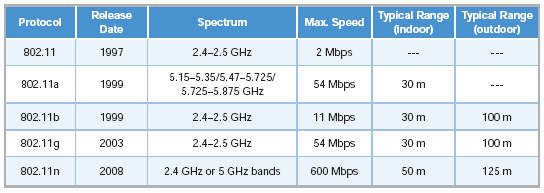 Protocol Release Date Spectrum Max. Speed Typical Range (indoor) Typical Range (outdoor)
802.11 1997 2.4–2.5 GHz 2 Mbps --- ---
802.11a 1999 5.15–5.35/5.47–5.725/ 5.725–5.875 GHz 54 Mbps 30 m ---
802.11b 1999 2.4–2.5 GHz 11 Mbps 30 m 100 m
802.11g 2003 2.4–2.5 GHz 54 Mbps 30 m 100 m
802.11n 2008 2.4 GHz or 5 GHz bands 600 Mbps 50 m 125 m